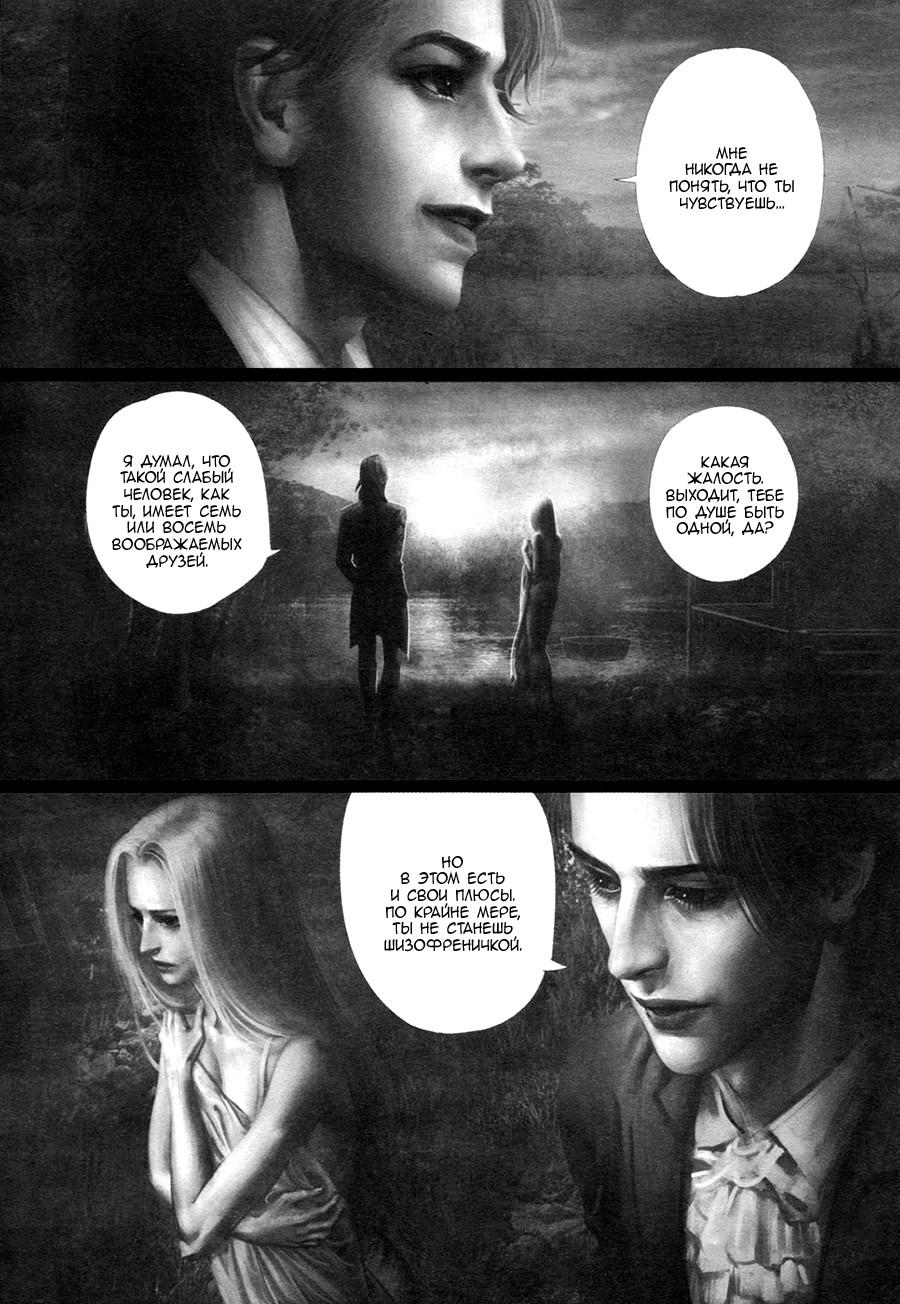 МНЕ
НИКОГДА НЕ
ПОНЯТЬ, ЧТО ТЫ
ЧУВСТВУЕШЬ...
КАКАЯ
ЖАЛОСТЬ.
ВЫХОДИТ, ТЕБЕ
ПО ДУШЕ БЫТЬ
ОДНОЙ, ДА?
Я ДУМАЛ, ЧТО
ТАКОЙ СЛАБЫЙ
ЧЕЛОВЕК, КАК
ТЫ, ИМЕЕТ СЕМЬ
ИЛИ ВОСЕМЬ
ВООБРАЖАЕМЫХ
ДРУЗЕЙ.
НО
В ЭТОМ ЕСТЬ
И СВОИ ПЛЮСЫ.
ПО КРАЙНЕ МЕРЕ,
ТЫ НЕ СТАНЕШЬ
ШИЗОФРЕНИЧКОЙ.